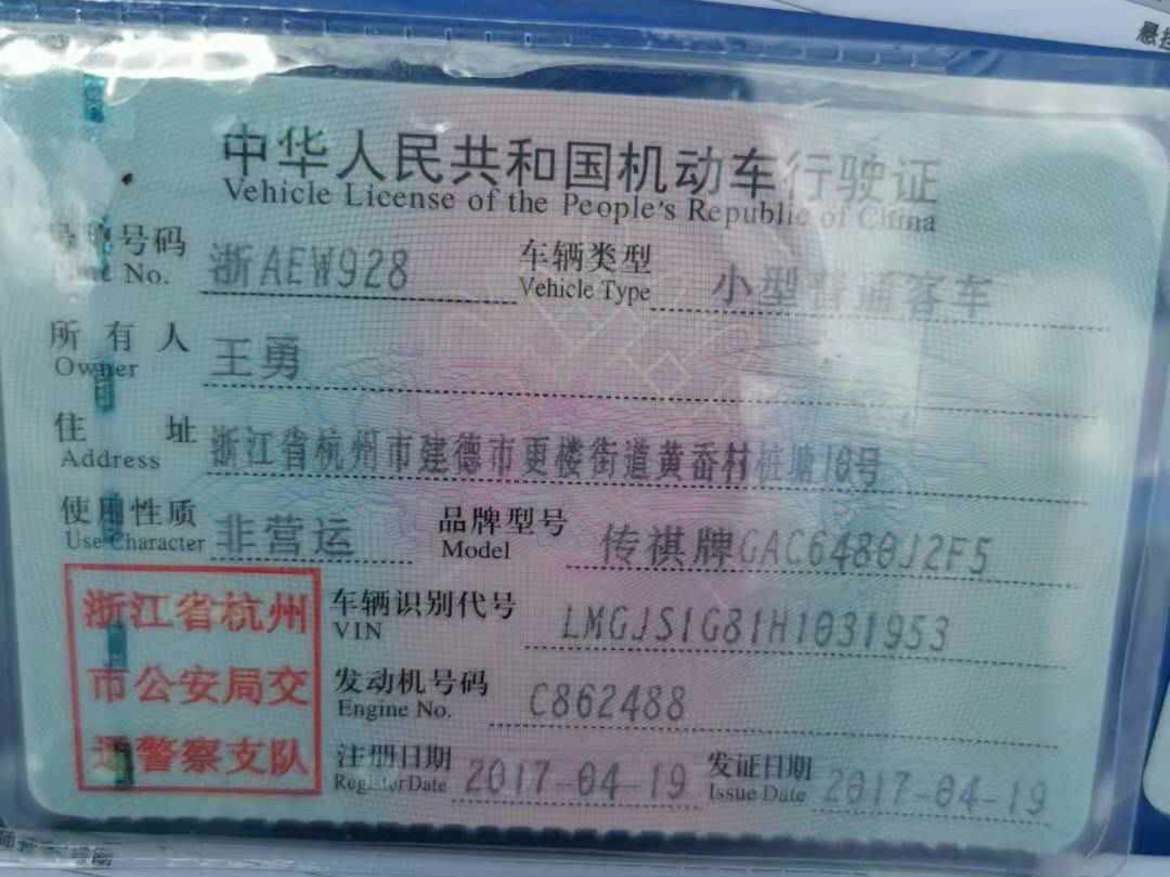 中华人民共和国机动车行驶证
Vehicle License of the People's Republic of China
号牌号码 浙AEW928 车辆类型 小型普通客车
Plate No. Vehicle Type
所有人 王勇
Owner
住址 浙江省杭州市建德市更楼街道黄岙村桩塘10号
Address
使用性质 非营运 品牌型号 传祺牌GAC6480J2F5
Use Character Model
浙江省杭州
市公安局交
通警察支队
车辆识别代号 LMGJS1G81H1031953
VIN
发动机号码 C862488
Engine No.
注册日期 2017-04-19 发证日期 2017-04-19
Register Date Issue Date